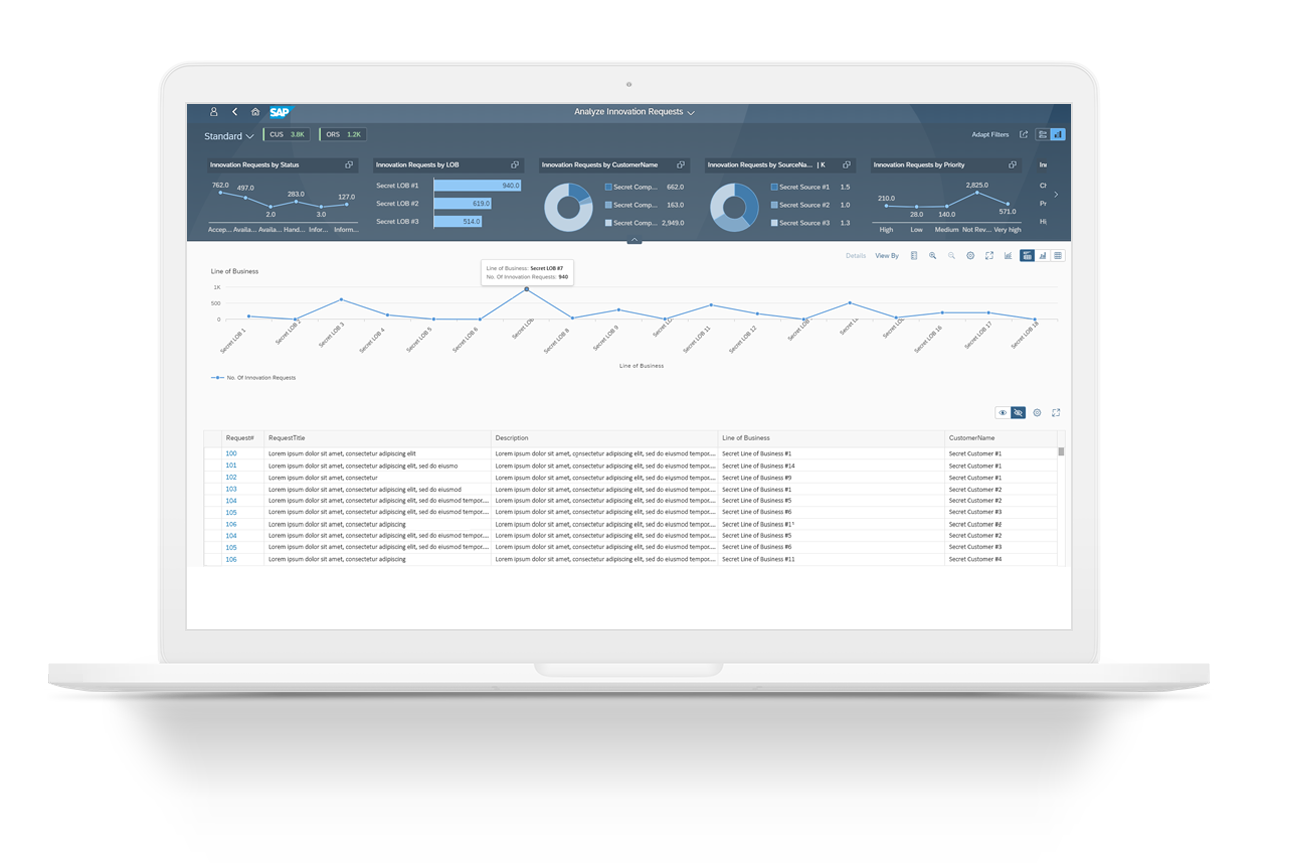 SAP
Analyze Innovation Requests
Standard
CUS 3.8K
ORS 1.2K
Adapt Filters
Innovation Requests by Status
762.0 497.0 2.0 283.0 3.0 127.0
Accep... Availa... Availa... Hand... Infor... Inform...
Innovation Requests by LOB
Secret LOB #1 940.0
Secret LOB #2 619.0
Secret LOB #3 514.0
Innovation Requests by CustomerName
Secret Comp... 662.0
Secret Comp... 163.0
Secret Comp... 2,949.0
Innovation Requests by SourceNa... | K
Secret Source #1 1.5
Secret Source #2 1.0
Secret Source #3 1.3
Innovation Requests by Priority
210.0 28.0 140.0 2,825.0 571.0
High Low Medium Not Rev... Very high
Details View By
Line of Business
Line of Business: Secret LOB #7
No. Of Innovation Requests: 940
1K
500
0
Secret LOB 1
Secret LOB 2
Secret LOB 3
Secret LOB 4
Secret LOB 5
Secret LOB 6
Secret
Secret LOB 8
Secret LOB 9
Secret
Secret LOB 11
Secret LOB 12
Secret
Secret
Secret
Secret LOB 16
Secret LOB 17
Secret LOB 18
Line of Business
No. Of Innovation Requests
Request# RequestTitle Description Line of Business CustomerName
100 Lorem ipsum dolor sit amet, consectetur adipiscing elit Lorem ipsum dolor sit amet, consectetur adipiscing elit, sed do eiusmod tempor.... Secret Line of Business #1 Secret Customer #1
101 Lorem ipsum dolor sit amet, consectetur adipiscing elit, sed do eiusmo Lorem ipsum dolor sit amet, consectetur adipiscing elit, sed do eiusmod tempor.... Secret Line of Business #14 Secret Customer #1
102 Lorem ipsum dolor sit amet, consectetur Lorem ipsum dolor sit amet, consectetur adipiscing elit, sed do eiusmod tempor.... Secret Line of Business #9 Secret Customer #1
103 Lorem ipsum dolor sit amet, consectetur adipiscing elit, sed do eiusmod Lorem ipsum dolor sit amet, consectetur adipiscing elit, sed do eiusmod tempor.... Secret Line of Business #1 Secret Customer #2
104 Lorem ipsum dolor sit amet, consectetur adipiscing elit, sed do eiusmod tempor.... Lorem ipsum dolor sit amet, consectetur adipiscing elit, sed do eiusmod tempor.... Secret Line of Business #5 Secret Customer #2
105 Lorem ipsum dolor sit amet, consectetur adipiscing elit, sed do eiusmod tempor.... Lorem ipsum dolor sit amet, consectetur adipiscing elit, sed do eiusmod tempor.... Secret Line of Business #6 Secret Customer #3
106 Lorem ipsum dolor sit amet, consectetur adipiscing Lorem ipsum dolor sit amet, consectetur adipiscing elit, sed do eiusmod tempor.... Secret Line of Business Secret Customer
104 Lorem ipsum dolor sit amet, consectetur adipiscing elit, sed do eiusmod tempor.... Lorem ipsum dolor sit amet, consectetur adipiscing elit, sed do eiusmod tempor.... Secret Line of Business #5 Secret Customer #2
105 Lorem ipsum dolor sit amet, consectetur adipiscing elit, sed do eiusmod tempor.... Lorem ipsum dolor sit amet, consectetur adipiscing elit, sed do eiusmod tempor.... Secret Line of Business #6 Secret Customer #3
106 Lorem ipsum dolor sit amet, consectetur adipiscing Lorem ipsum dolor sit amet, consectetur adipiscing elit, sed do eiusmod tempor.... Secret Line of Business #11 Secret Customer #4